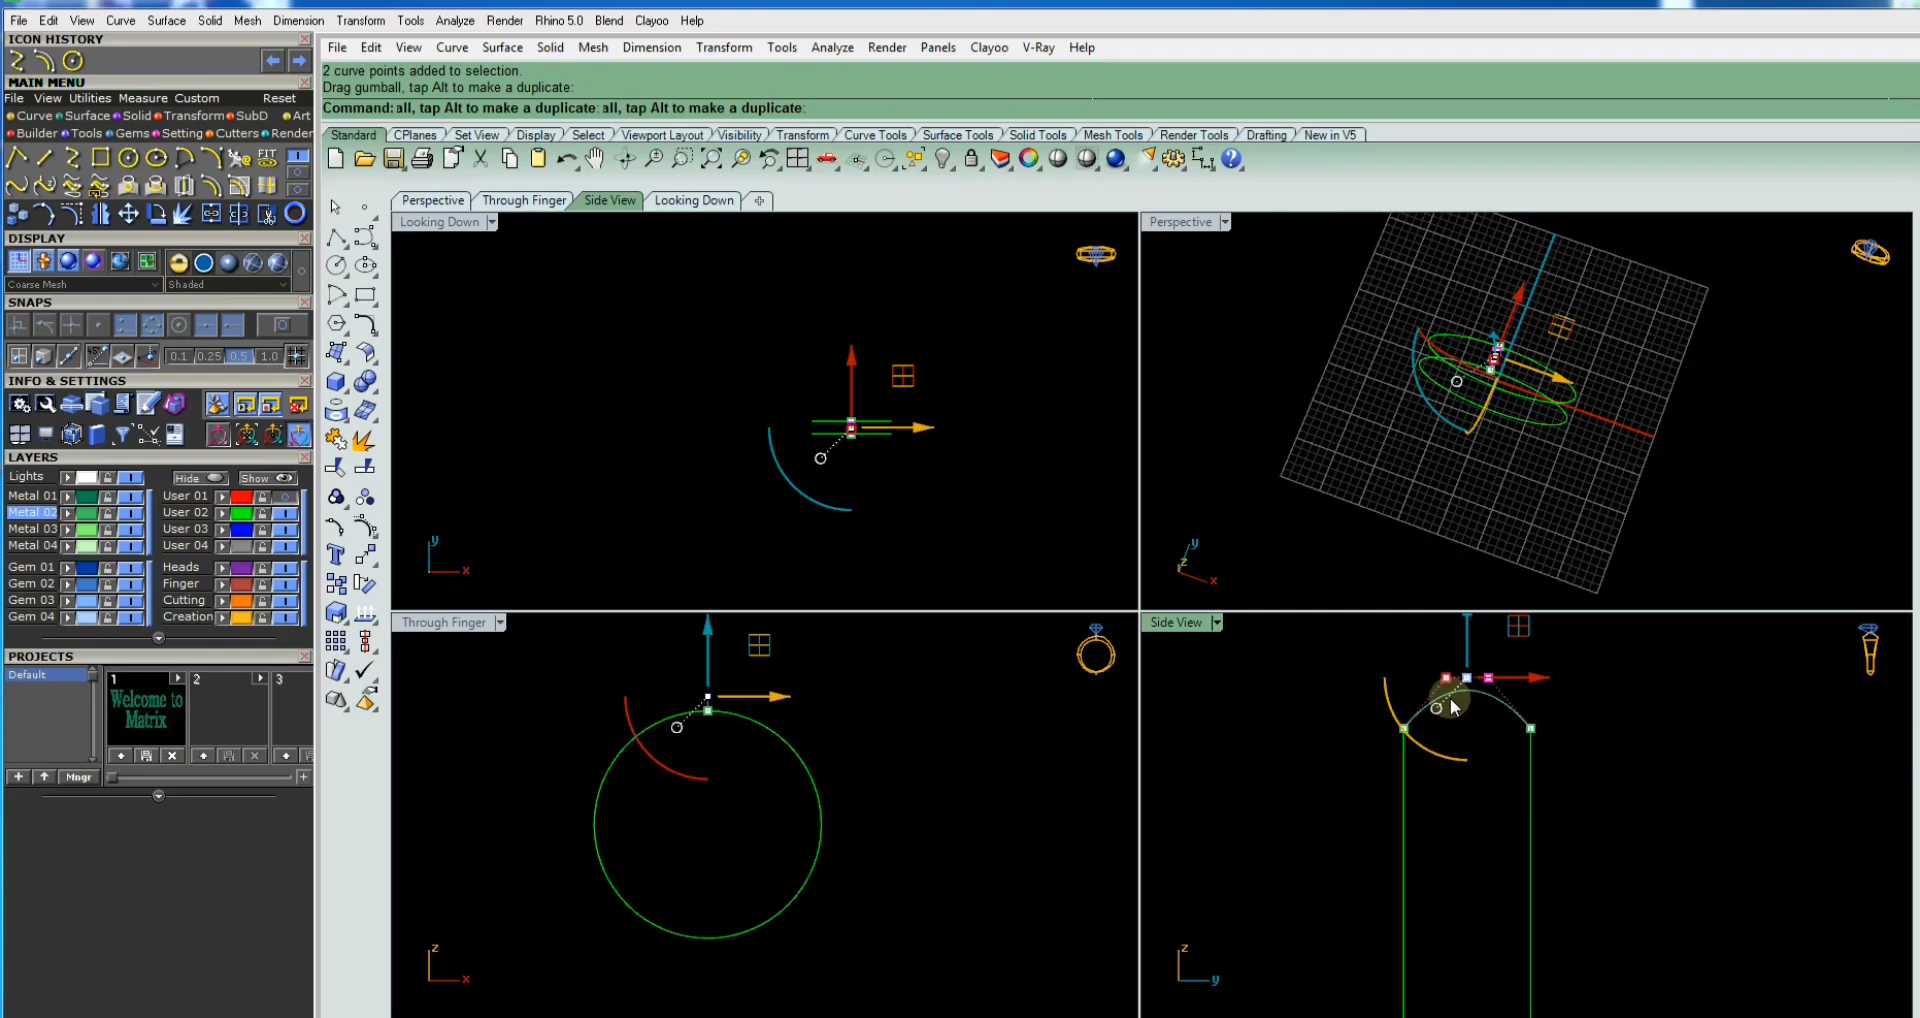 File Edit View Curve Surface Solid Mesh Dimension Transform Tools Analyze Render Rhino 5.0 Blend Clayoo Help
ICON HISTORY
MAIN MENU
File View Utilities Measure Custom Reset
Curve Surface Solid Transform SubD Art
Builder Tools Gems Setting Cutters Render
FIT
DISPLAY
Coarse Mesh Shaded
SNAPS
45°
0.1 0.25 0.5 1.0
INFO & SETTINGS
LAYERS
Lights Hide Show
Metal 01 User 01
Metal 02 User 02
Metal 03 User 03
Metal 04 User 04
Gem 01 Heads
Gem 02 Finger
Gem 03 Cutting
Gem 04 Creation
PROJECTS
Default
1 2 3
Welcome to
Matrix
Mngr
File Edit View Curve Surface Solid Mesh Dimension Transform Tools Analyze Render Panels Clayoo V-Ray Help
2 curve points added to selection.
Drag gumball, tap Alt to make a duplicate:
Command: all, tap Alt to make a duplicate: all, tap Alt to make a duplicate:
Standard CPlanes Set View Display Select Viewport Layout Visibility Transform Curve Tools Surface Tools Solid Tools Mesh Tools Render Tools Drafting New in V5
Perspective Through Finger Side View Looking Down
Looking Down
y
x
Perspective
y
z
x
Through Finger
z
x
Side View
z
y